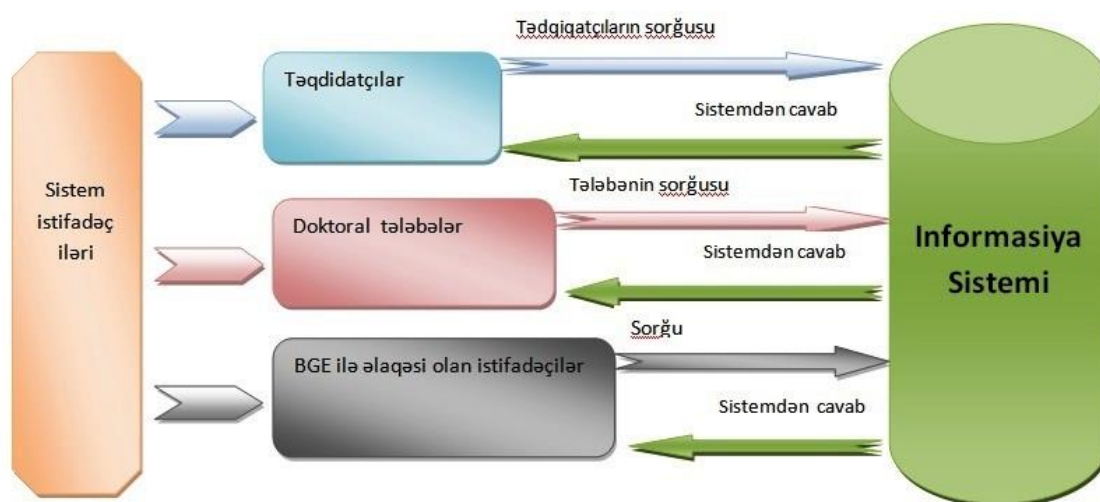 Tədqiqatçıların sorğusu
Təqdidatçılar
Sistemdən cavab
Sistem
istifadəç
iləri
Tələbənin sorğusu
Doktoral tələbələr
Sistemdən cavab
Informasiya
Sistemi
Sorğu
BGE ilə əlaqəsi olan istifadəçilər
Sistemdən cavab